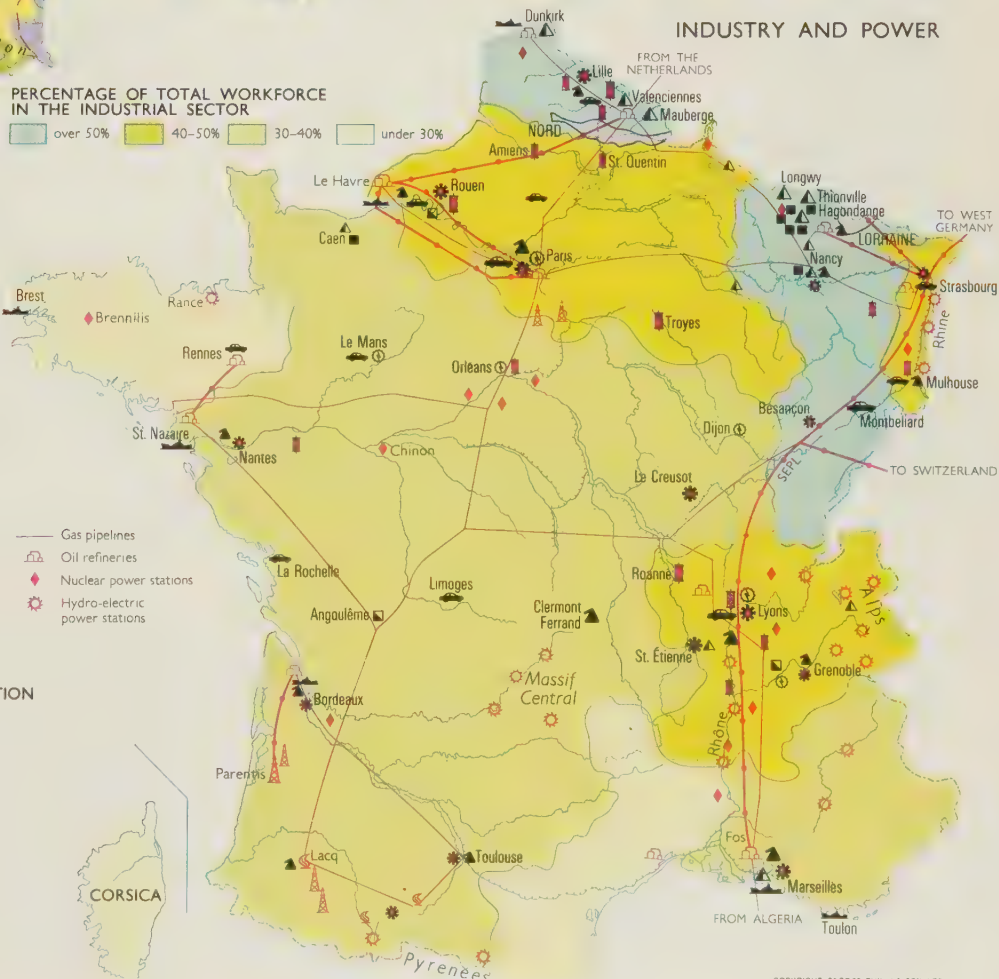 INDUSTRY AND POWER
PERCENTAGE OF TOTAL WORKFORCE
IN THE INDUSTRIAL SECTOR
over 50%
40–50%
30–40%
under 30%
Dunkirk
FROM THE
NETHERLANDS
Lille
Valenciennes
Mauberge
NORD
Amiens
St. Quentin
Le Havre
Rouen
Caen
Paris
Longwy
Thionville
Hagondange
LORRAINE
TO WEST
GERMANY
Nancy
Strasbourg
Rhine
Brest
Brennilis
Rance
Rennes
Le Mans
Orléans
Troyes
Mulhouse
Montbeliard
Besançon
Dijon
St. Nazaire
Nantes
Chinon
Le Creusot
SEPL
TO SWITZERLAND
Gas pipelines
Oil refineries
Nuclear power stations
Hydro-electric
power stations
La Rochelle
Angoulême
Limoges
Clermont
Ferrand
Roanne
Lyons
Alps
St. Étienne
Grenoble
Massif
Central
TION
Bordeaux
Rhône
Parentis
CORSICA
Lacq
Toulouse
Fos
Marseilles
FROM ALGERIA
Toulon
Pyrenees